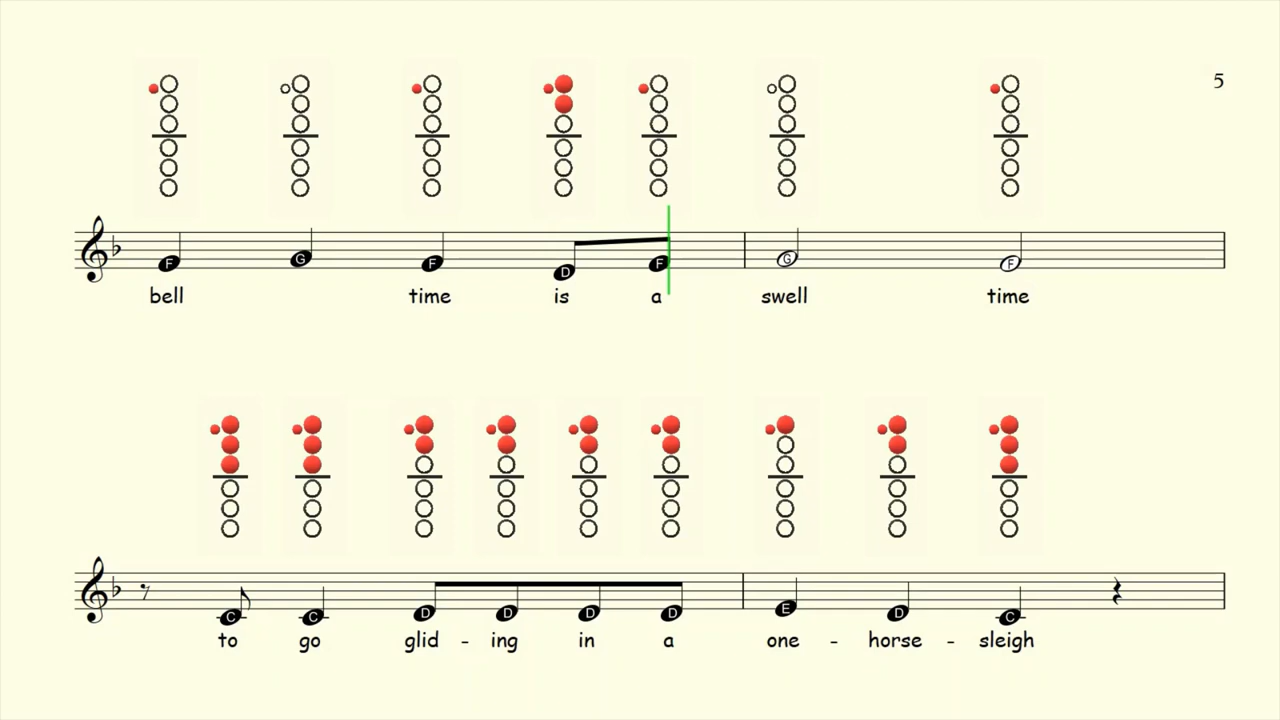 5
F G F D F G F
bell time is a swell time
C C D D D D E D C
to go glid - ing in a one - horse - sleigh